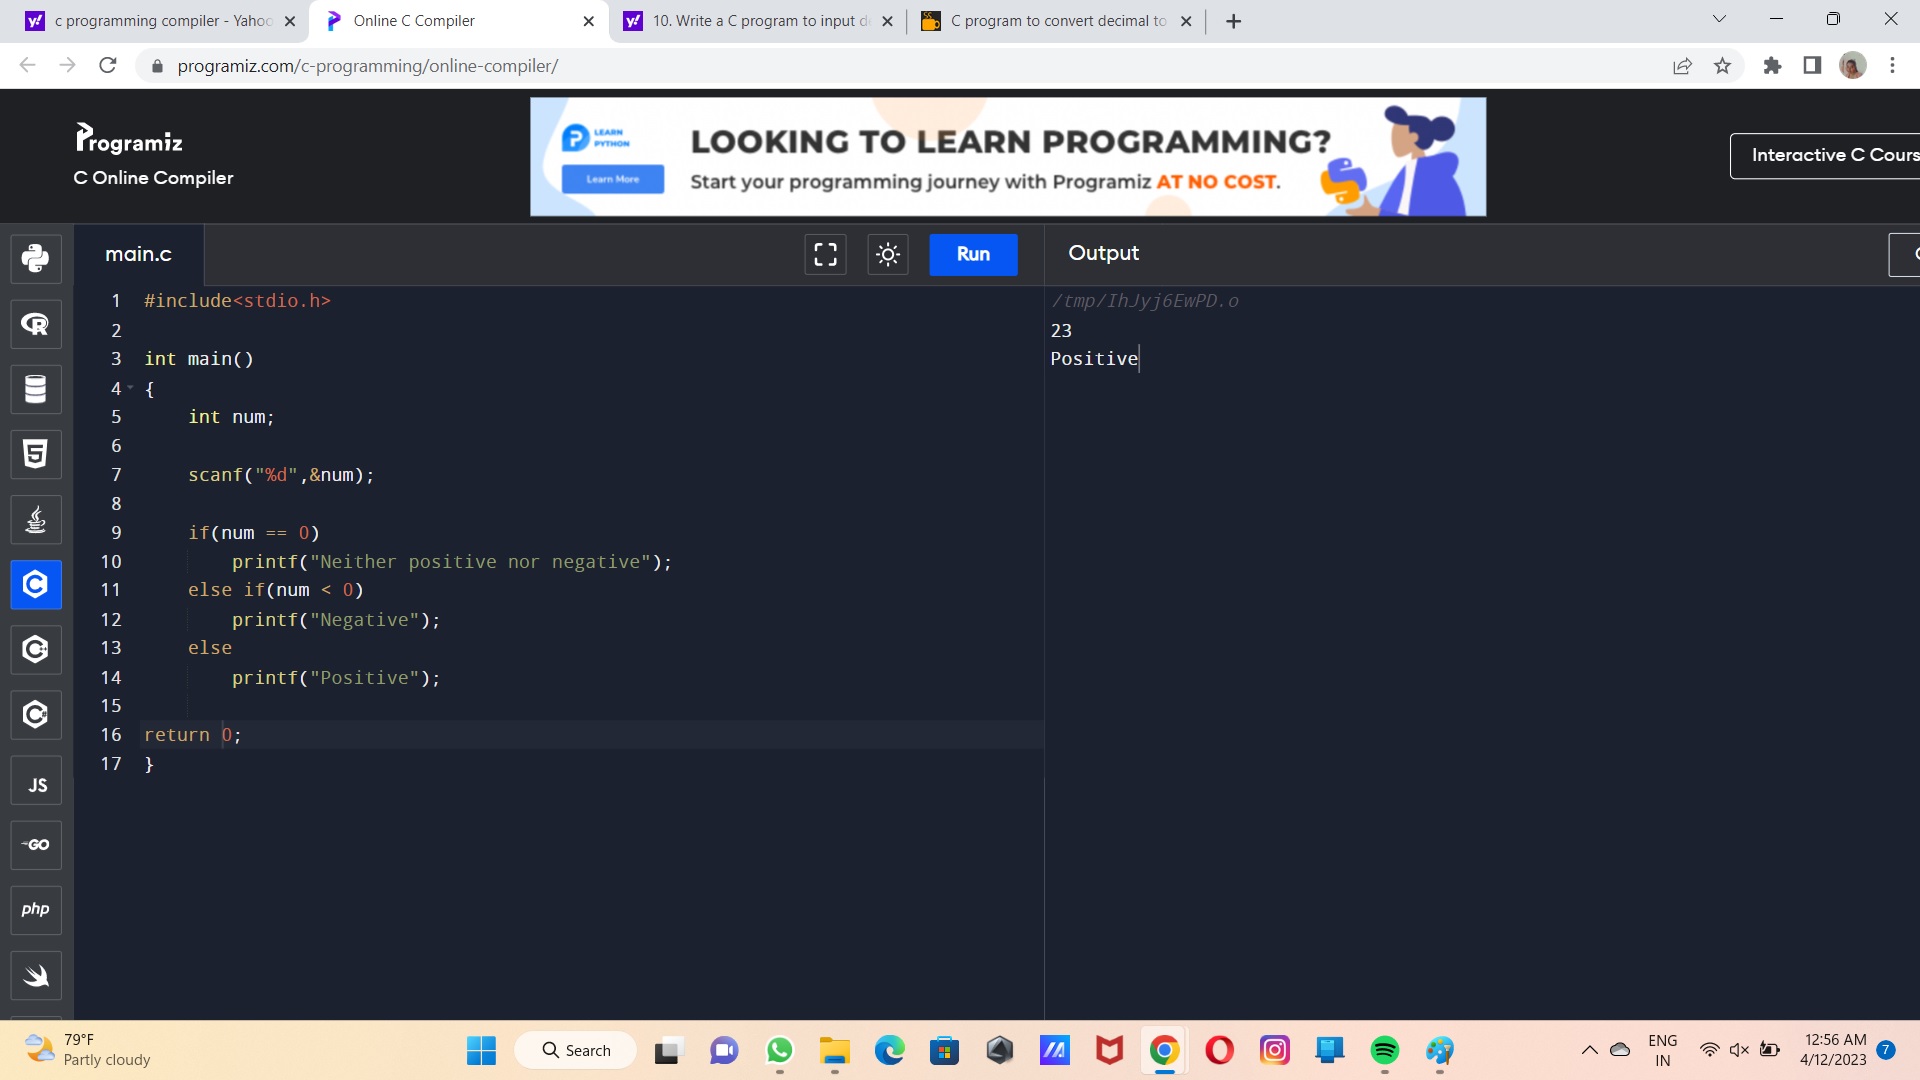 c programming compiler - Yahoo
Online C Compiler
10. Write a C program to input de
C program to convert decimal to
programiz.com/c-programming/online-compiler/
Programiz
C Online Compiler
LEARN
PYTHON
Learn More
LOOKING TO LEARN PROGRAMMING?
Start your programming journey with Programiz AT NO COST.
Interactive C Cours
main.c
Run
Output
1 #include<stdio.h>
2
3 int main()
4 {
5     int num;
6
7     scanf("%d",&num);
8
9     if(num == 0)
10         printf("Neither positive nor negative");
11     else if(num < 0)
12         printf("Negative");
13     else
14         printf("Positive");
15
16 return 0;
17 }
/tmp/IhJyj6EwPD.o
23
Positive
JS
GO
php
79°F
Partly cloudy
Search
ENG
IN
12:56 AM
4/12/2023
7